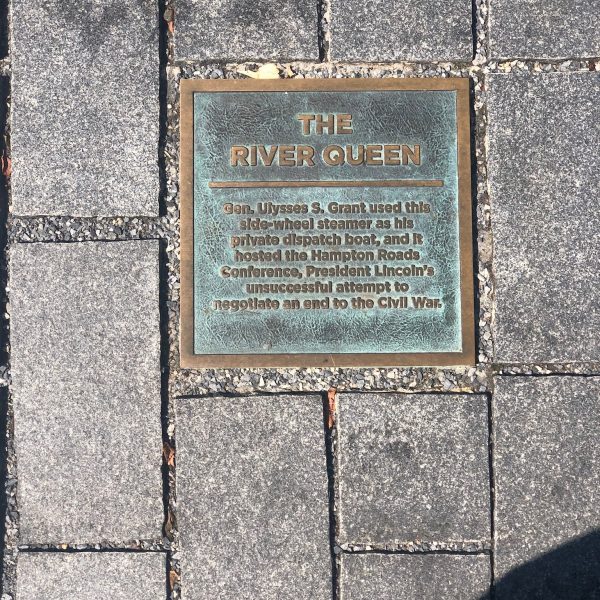 THE
RIVER QUEEN
Gen. Ulysses S. Grant used this
side-wheel steamer as his
private dispatch boat, and it
hosted the Hampton Roads
Conference, President Lincoln's
unsuccessful attempt to
negotiate an end to the Civil War.